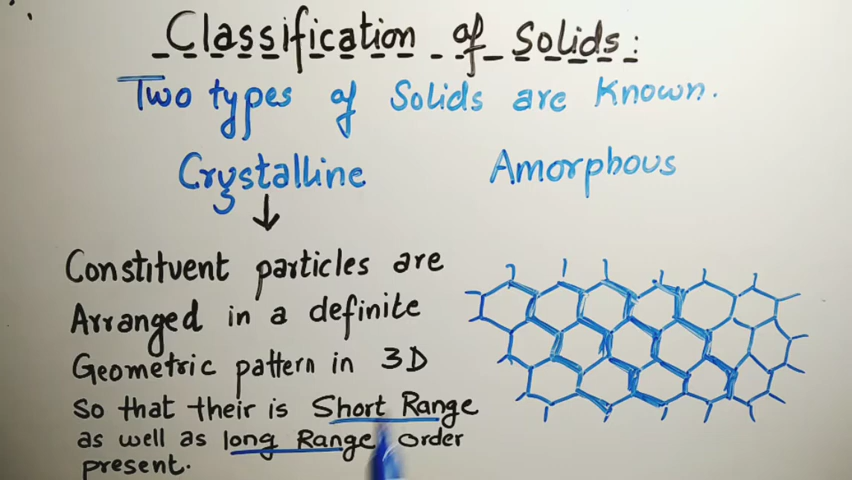 Classification of Solids:
Two types of Solids are Known.
Crystalline Amorphous
Constituent particles are
Arranged in a definite
Geometric pattern in 3D
So that their is Short Range
as well as long Range order
present.